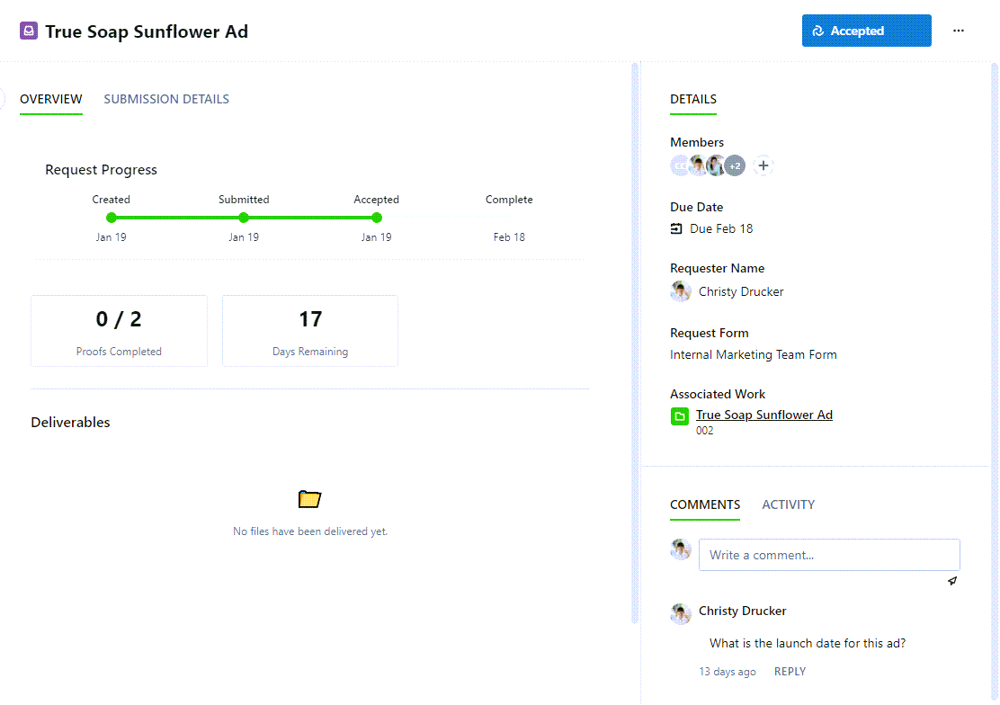 True Soap Sunflower Ad
Accepted
OVERVIEW
SUBMISSION DETAILS
Request Progress
Created
Submitted
Accepted
Complete
Jan 19
Jan 19
Jan 19
Feb 18
0 / 2
Proofs Completed
17
Days Remaining
Deliverables
No files have been delivered yet.
DETAILS
Members
+2
Due Date
Due Feb 18
Requester Name
Christy Drucker
Request Form
Internal Marketing Team Form
Associated Work
True Soap Sunflower Ad
002
COMMENTS
ACTIVITY
Write a comment...
Christy Drucker
What is the launch date for this ad?
13 days ago
REPLY